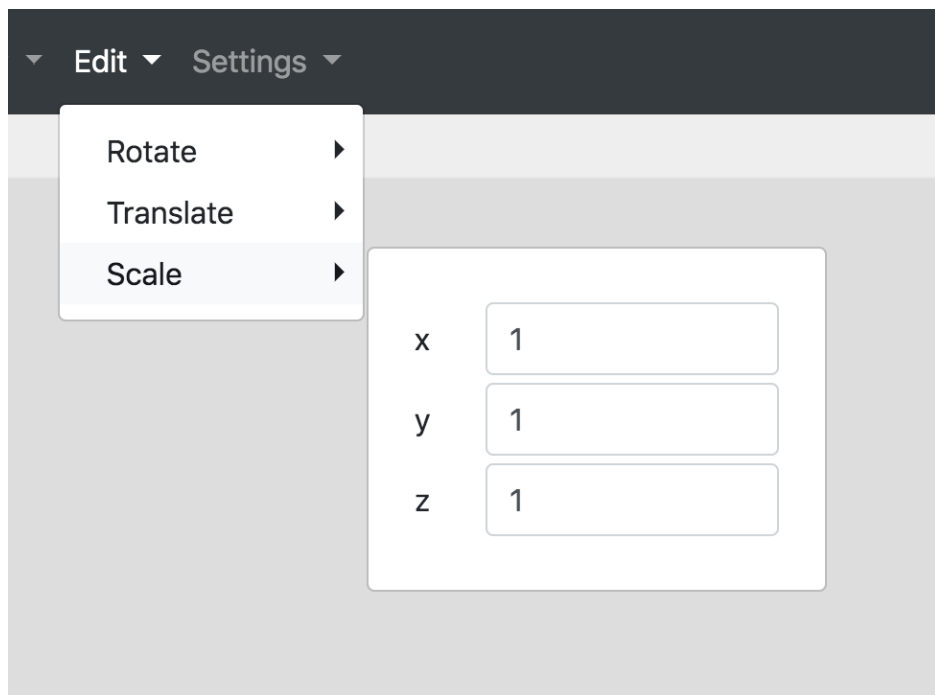 Edit Settings
Rotate
Translate
Scale
x 1
y 1
z 1